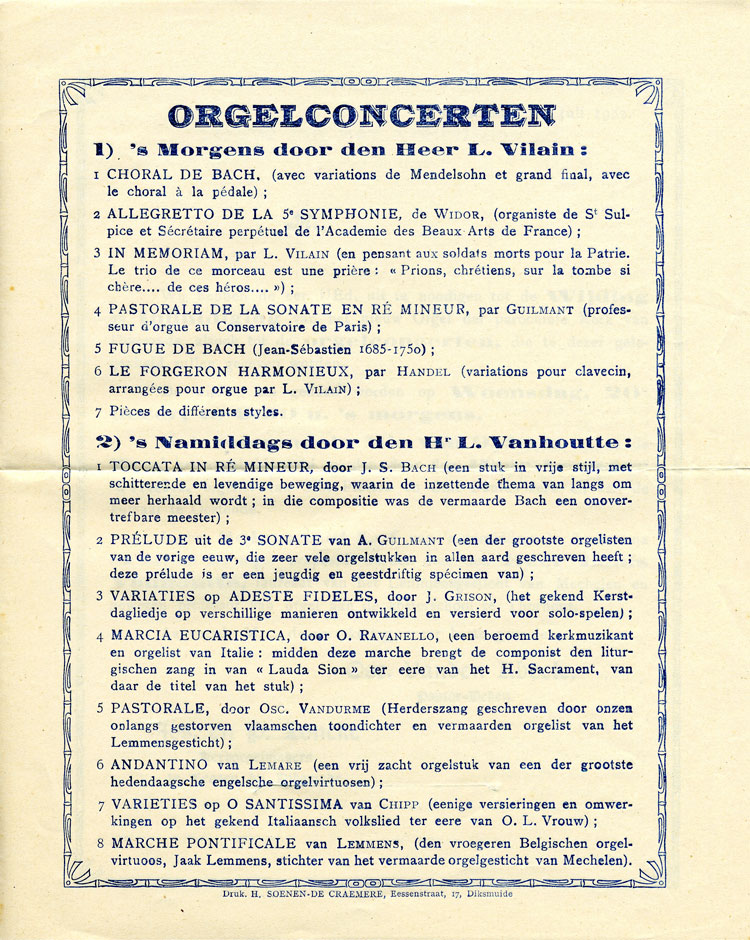 ORGELCONCERTEN
1) 's Morgens door den Heer L. Vilain :
1 CHORAL DE BACH, (avec variations de Mendelsohn et grand final, avec
le choral à la pédale) ;
2 ALLEGRETTO DE LA 5e SYMPHONIE, de WIDOR, (organiste de St Sul-
pice et Sécrétaire perpétuel de l'Academie des Beaux Arts de France) ;
3 IN MEMORIAM, par L. VILAIN (en pensant aux soldats morts pour la Patrie.
Le trio de ce morceau est une prière : « Prions, chrétiens, sur la tombe si
chère.... de ces héros.... ») ;
4 PASTORALE DE LA SONATE EN RÉ MINEUR, par GUILMANT (profes-
seur d'orgue au Conservatoire de Paris) ;
5 FUGUE DE BACH (Jean-Sébastien 1685-1750) ;
6 LE FORGERON HARMONIEUX, par HANDEL (variations pour clavecin,
arrangées pour orgue par L. VILAIN) ;
7 Pièces de différents styles.
2) 's Namiddags door den Hr L. Vanhoutte :
1 TOCCATA IN RÉ MINEUR, door J. S. BACH (een stuk in vrije stijl, met
schitterende en levendige beweging, waarin de inzettende thema van langs om
meer herhaald wordt ; in die compositie was de vermaarde Bach een onover-
trefbare meester) ;
2 PRÉLUDE uit de 3e SONATE van A. GUILMANT (een der grootste orgelisten
van de vorige eeuw, die zeer vele orgelstukken in allen aard geschreven heeft ;
deze prélude is er een jeugdig en geestdriftig spécimen van) ;
3 VARIATIES op ADESTE FIDELES, door J. GRISON, (het gekend Kerst-
dagliedje op verschillige manieren ontwikkeld en versierd voor solo-spelen) ;
4 MARCIA EUCARISTICA, door O. RAVANELLO, (een beroemd kerkmuzikant
en orgelist van Italie : midden deze marche brengt de componist den litur-
gischen zang in van « Lauda Sion » ter eere van het H. Sacrament, van
daar de titel van het stuk) ;
5 PASTORALE, door OSC. VANDURME (Herderszang geschreven door onzen
onlangs gestorven vlaamschen toondichter en vermaarden orgelist van het
Lemmensgesticht) ;
6 ANDANTINO van LEMARE (een vrij zacht orgelstuk van een der grootste
hedendaagsche engelsche orgelvirtuosen) ;
7 VARIETIES op O SANTISSIMA van CHIPP (eenige versieringen en omwer-
kingen op het gekend Italiaansch volkslied ter eere van O. L. Vrouw) ;
8 MARCHE PONTIFICALE van LEMMENS, (den vroegeren Belgischen orgel-
virtuoos, Jaak Lemmens, stichter van het vermaarde orgelgesticht van Mechelen).
Druk. H. SOENEN-DE CRAEMERE, Eessenstraat, 17, Diksmuide